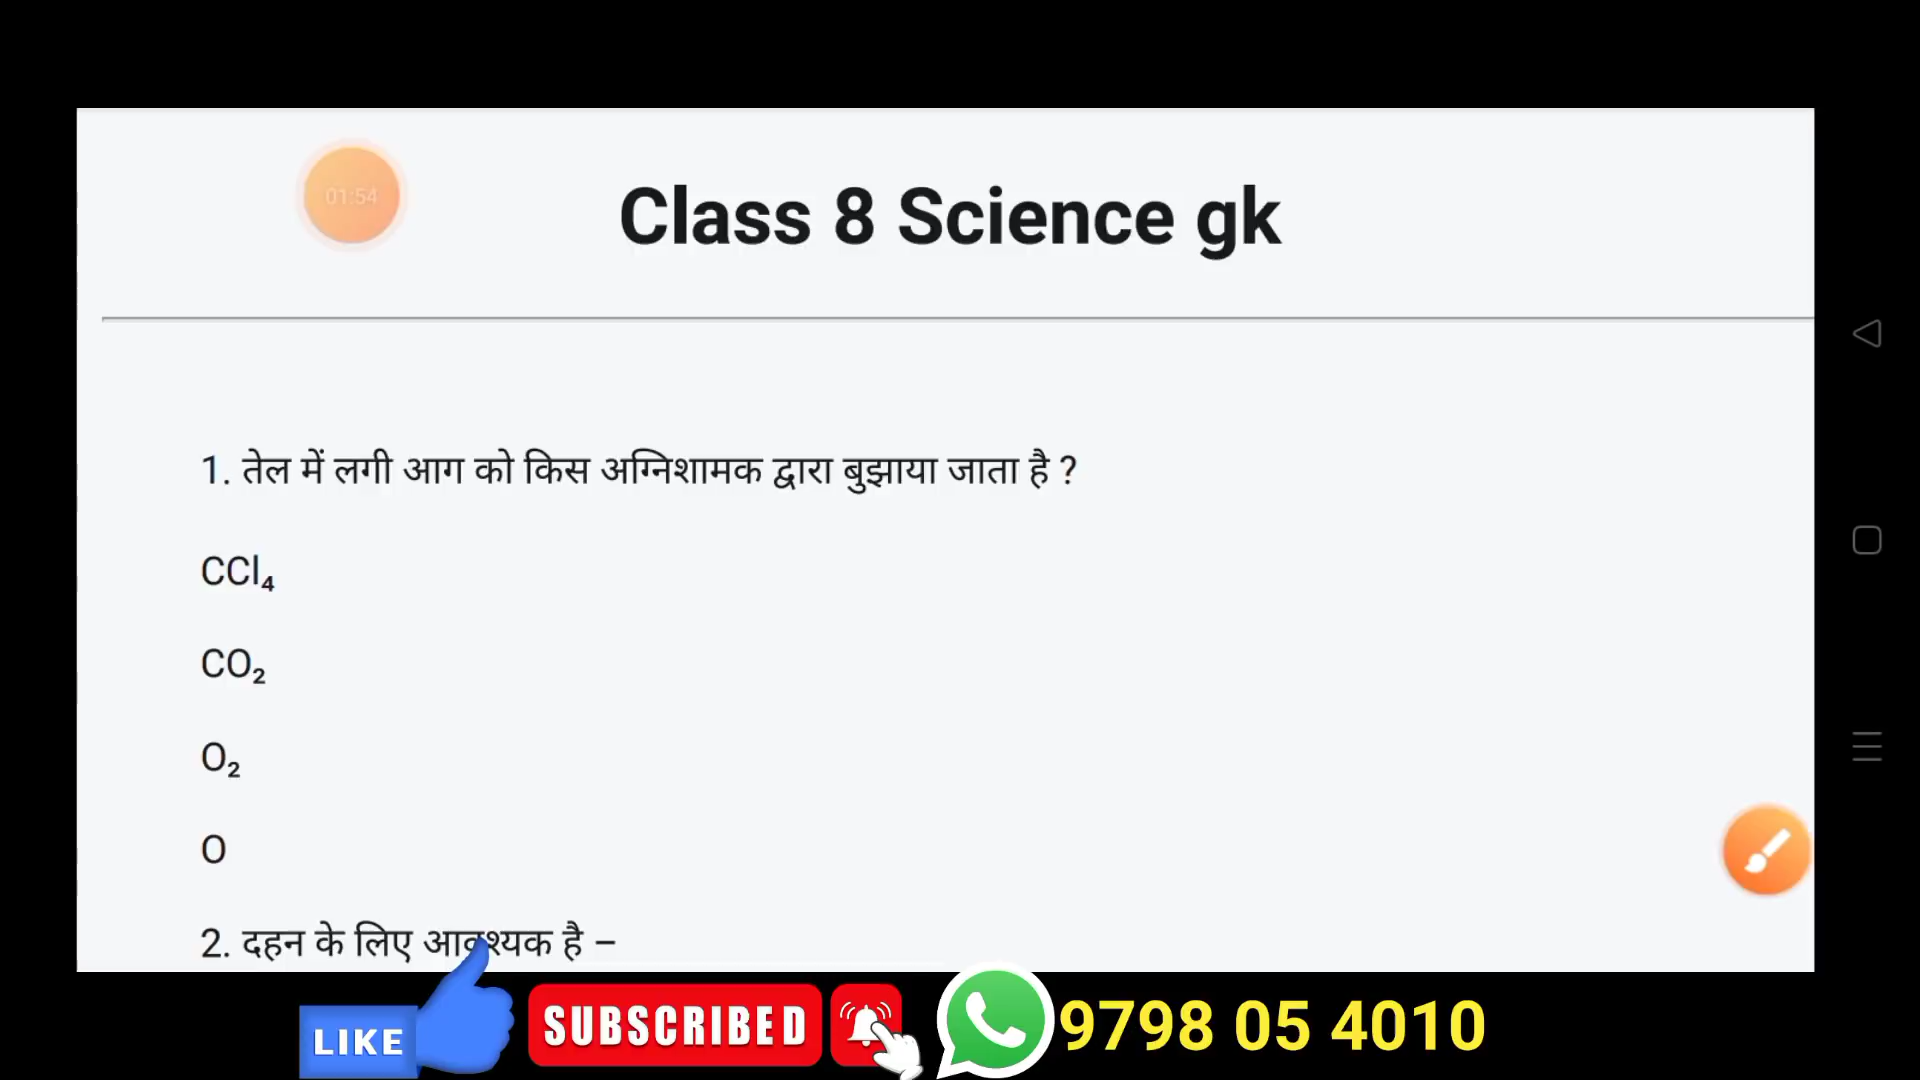 01:54
Class 8 Science gk
1. तेल में लगी आग को किस अग्निशामक द्वारा बुझाया जाता है ?
CCl₄
CO₂
O₂
O
2. दहन के लिए आवश्यक है –
LIKE
SUBSCRIBED
9798 05 4010